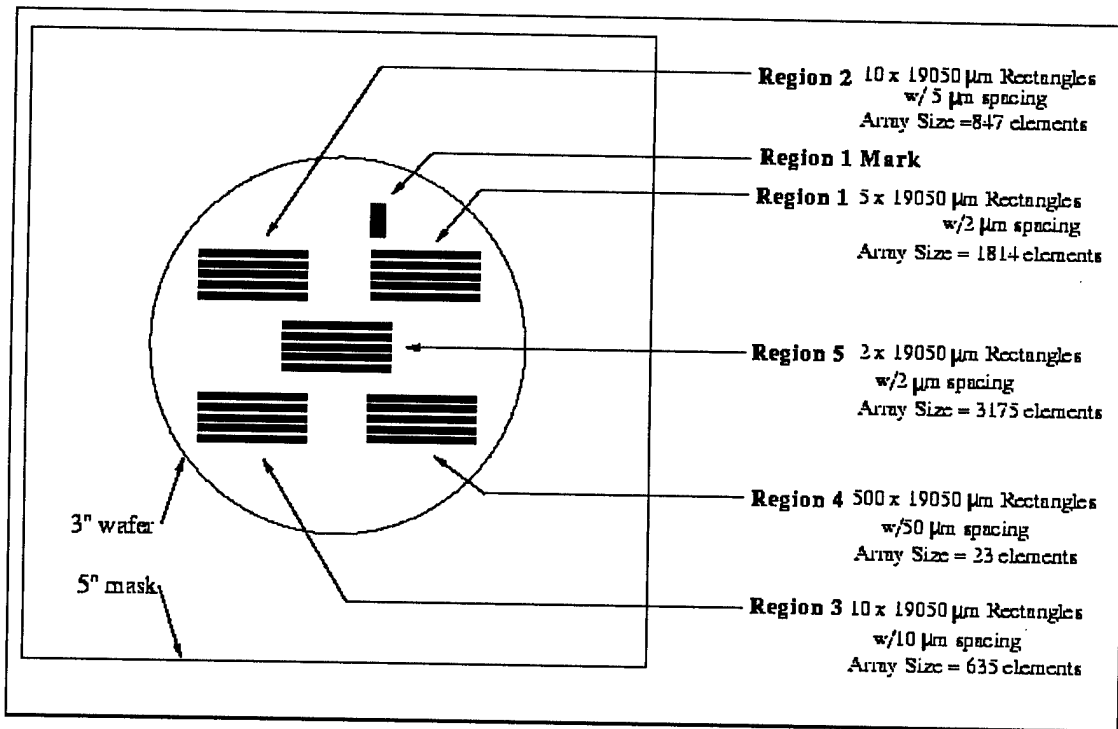 Region 2 10 x 19050 µm Rectangles
w/ 5 µm spacing
Array Size =847 elements
Region 1 Mark
Region 1 5 x 19050 µm Rectangles
w/2 µm spacing
Array Size = 1814 elements
Region 5 2 x 19050 µm Rectangles
w/2 µm spacing
Array Size = 3175 elements
Region 4 500 x 19050 µm Rectangles
w/50 µm spacing
Array Size = 23 elements
3" wafer
5" mask
Region 3 10 x 19050 µm Rectangles
w/10 µm spacing
Array Size = 635 elements